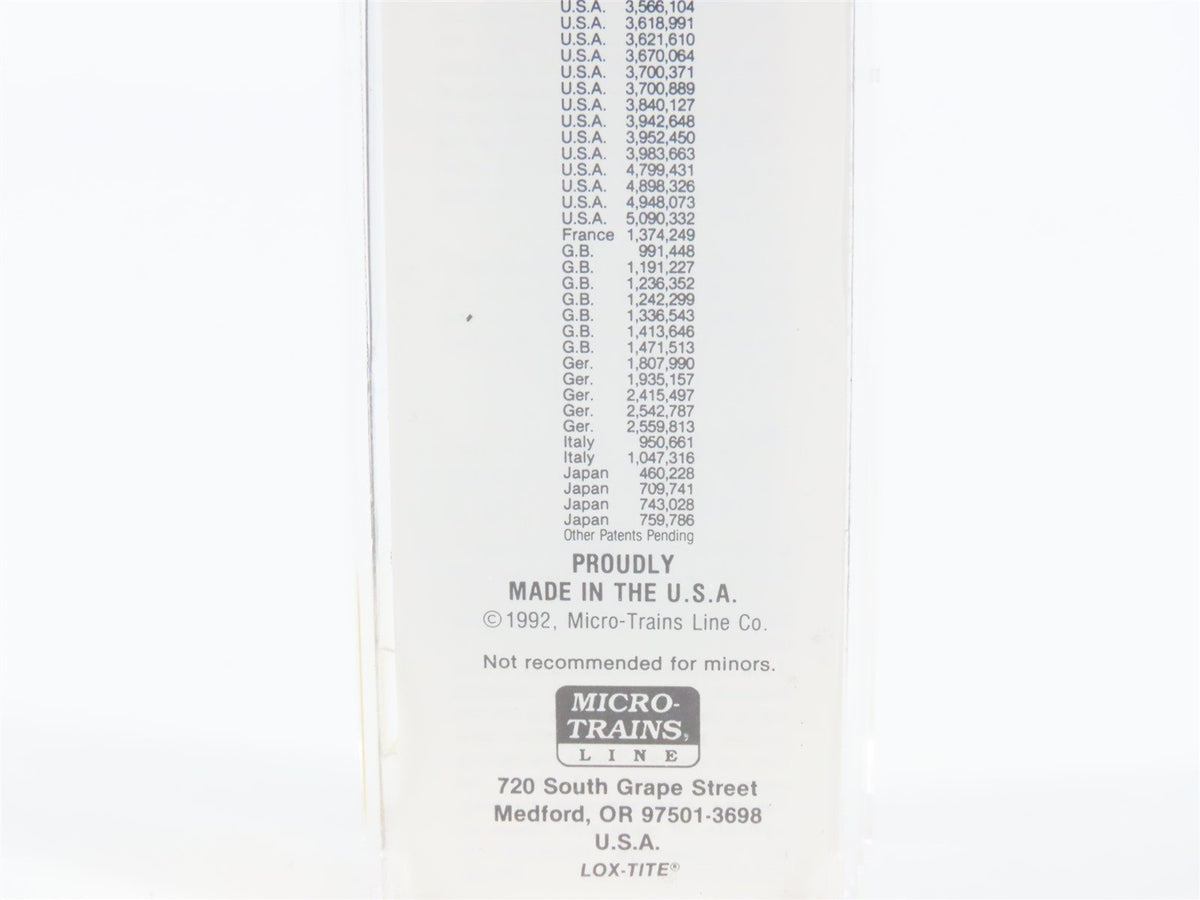 U.S.A. 3,566,104
U.S.A. 3,618,991
U.S.A. 3,621,610
U.S.A. 3,670,064
U.S.A. 3,700,371
U.S.A. 3,700,889
U.S.A. 3,840,127
U.S.A. 3,942,648
U.S.A. 3,952,450
U.S.A. 3,983,663
U.S.A. 4,799,431
U.S.A. 4,898,326
U.S.A. 4,948,073
U.S.A. 5,090,332
France 1,374,249
G.B. 991,448
G.B. 1,191,227
G.B. 1,236,352
G.B. 1,242,299
G.B. 1,336,543
G.B. 1,413,646
G.B. 1,471,513
Ger. 1,807,990
Ger. 1,935,157
Ger. 2,415,497
Ger. 2,542,787
Ger. 2,559,813
Italy 950,661
Italy 1,047,316
Japan 460,228
Japan 709,741
Japan 743,028
Japan 759,786
Other Patents Pending
PROUDLY
MADE IN THE U.S.A.
©1992, Micro-Trains Line Co.
Not recommended for minors.
MICRO-
TRAINS®
LINE
720 South Grape Street
Medford, OR 97501-3698
U.S.A.
LOX-TITE®